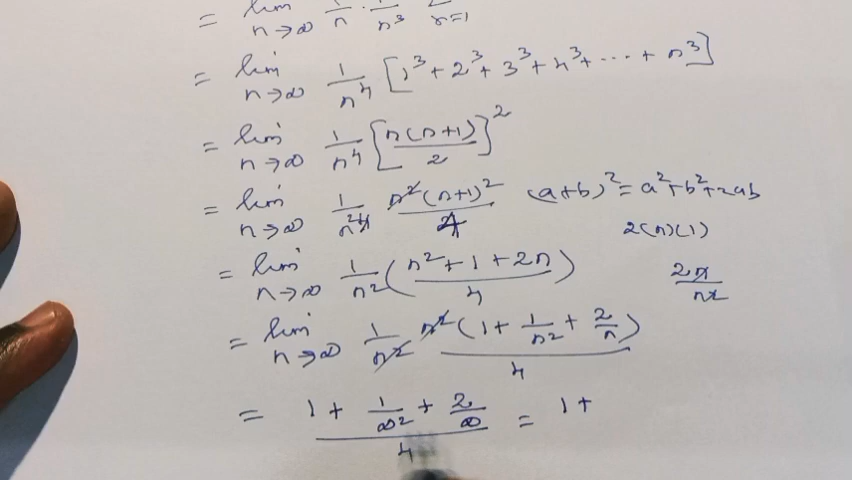 = lim n→∞ 1/n · 1/n³ Σ r=1
= lim n→∞ 1/n⁴ [1³ + 2³ + 3³ + 4³ + ... + n³]
= lim n→∞ 1/n⁴ [n(n+1)/2]²
= lim n→∞ 1/n² n²(n+1)²/4 (a+b)² = a² + b² + 2ab
2(n)(1)
= lim n→∞ 1/n² (n² + 1 + 2n / 4) 2n/n²
= lim n→∞ 1/n² n²(1 + 1/n² + 2/n)/4
= 1 + 1/∞² + 2/∞ / 4 = 1 +